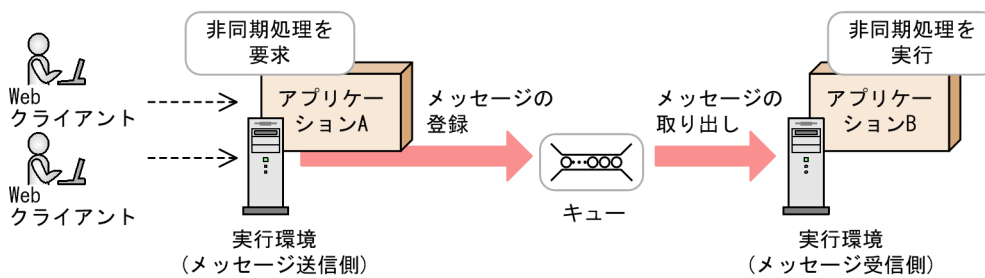 非同期処理を
要求
非同期処理を
実行
Web
クライアント
Web
クライアント
アプリケー
ションA
メッセージの
登録
メッセージの
取り出し
アプリケー
ションB
キュー
実行環境
(メッセージ送信側)
実行環境
(メッセージ受信側)